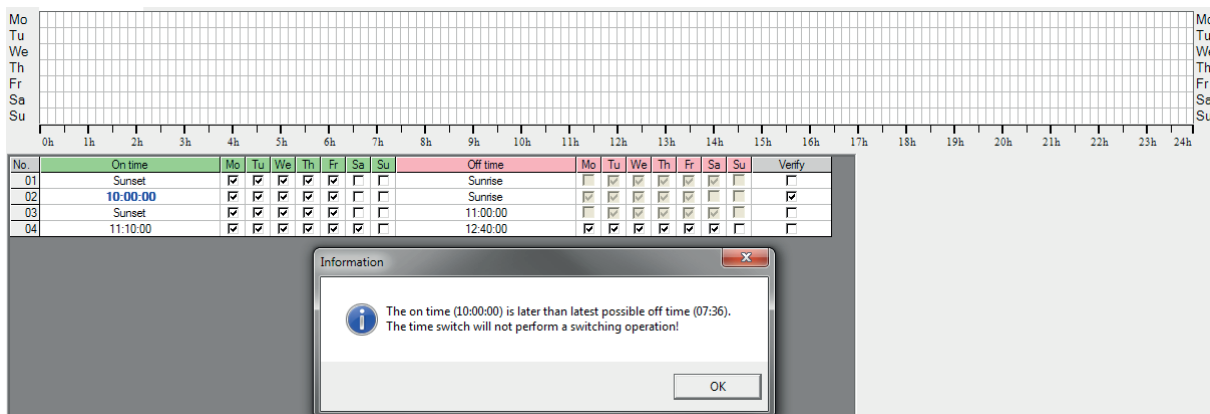 Mo Mo
Tu Tu
We We
Th Th
Fr Fr
Sa Sa
Su Su
0h 1h 2h 3h 4h 5h 6h 7h 8h 9h 10h 11h 12h 13h 14h 15h 16h 17h 18h 19h 20h 21h 22h 23h 24h
No. On time Mo Tu We Th Fr Sa Su Off time Mo Tu We Th Fr Sa Su Verify
01 Sunset Sunrise
02 10:00:00 Sunrise
03 Sunset 11:00:00
04 11:10:00 12:40:00
Information
The on time (10:00:00) is later than latest possible off time (07:36).
The time switch will not perform a switching operation!
OK